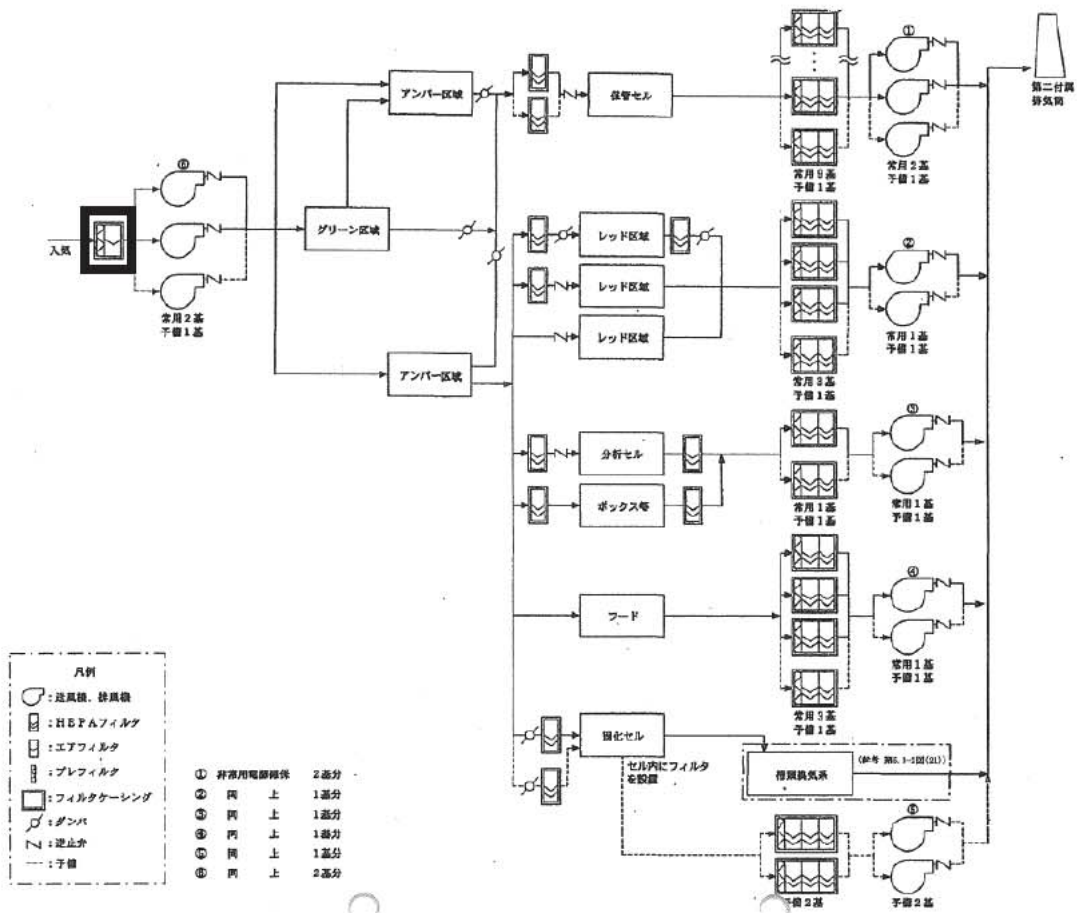 入気
⑥
常用2基
予備1基
アンバー区域
グリーン区域
アンバー区域
保管セル
常用9基
予備1基
①
常用2基
予備1基
第二付属
排気筒
レッド区域
レッド区域
レッド区域
常用3基
予備1基
②
常用1基
予備1基
分析セル
ボックス等
常用1基
予備1基
③
常用1基
予備1基
フード
常用3基
予備1基
④
常用1基
予備1基
固化セル
セル内にフィルタ
を設置
槽類換気系
予備2基
⑤
予備2基
凡例
:送風機、排風機
:HEPAフィルタ
:エアフィルタ
:プレフィルタ
:フィルタケーシング
:ダンパ
:逆止弁
:予備
① 非常用電源確保 2基分
② 同 上 1基分
③ 同 上 1基分
④ 同 上 1基分
⑤ 同 上 1基分
⑥ 同 上 2基分